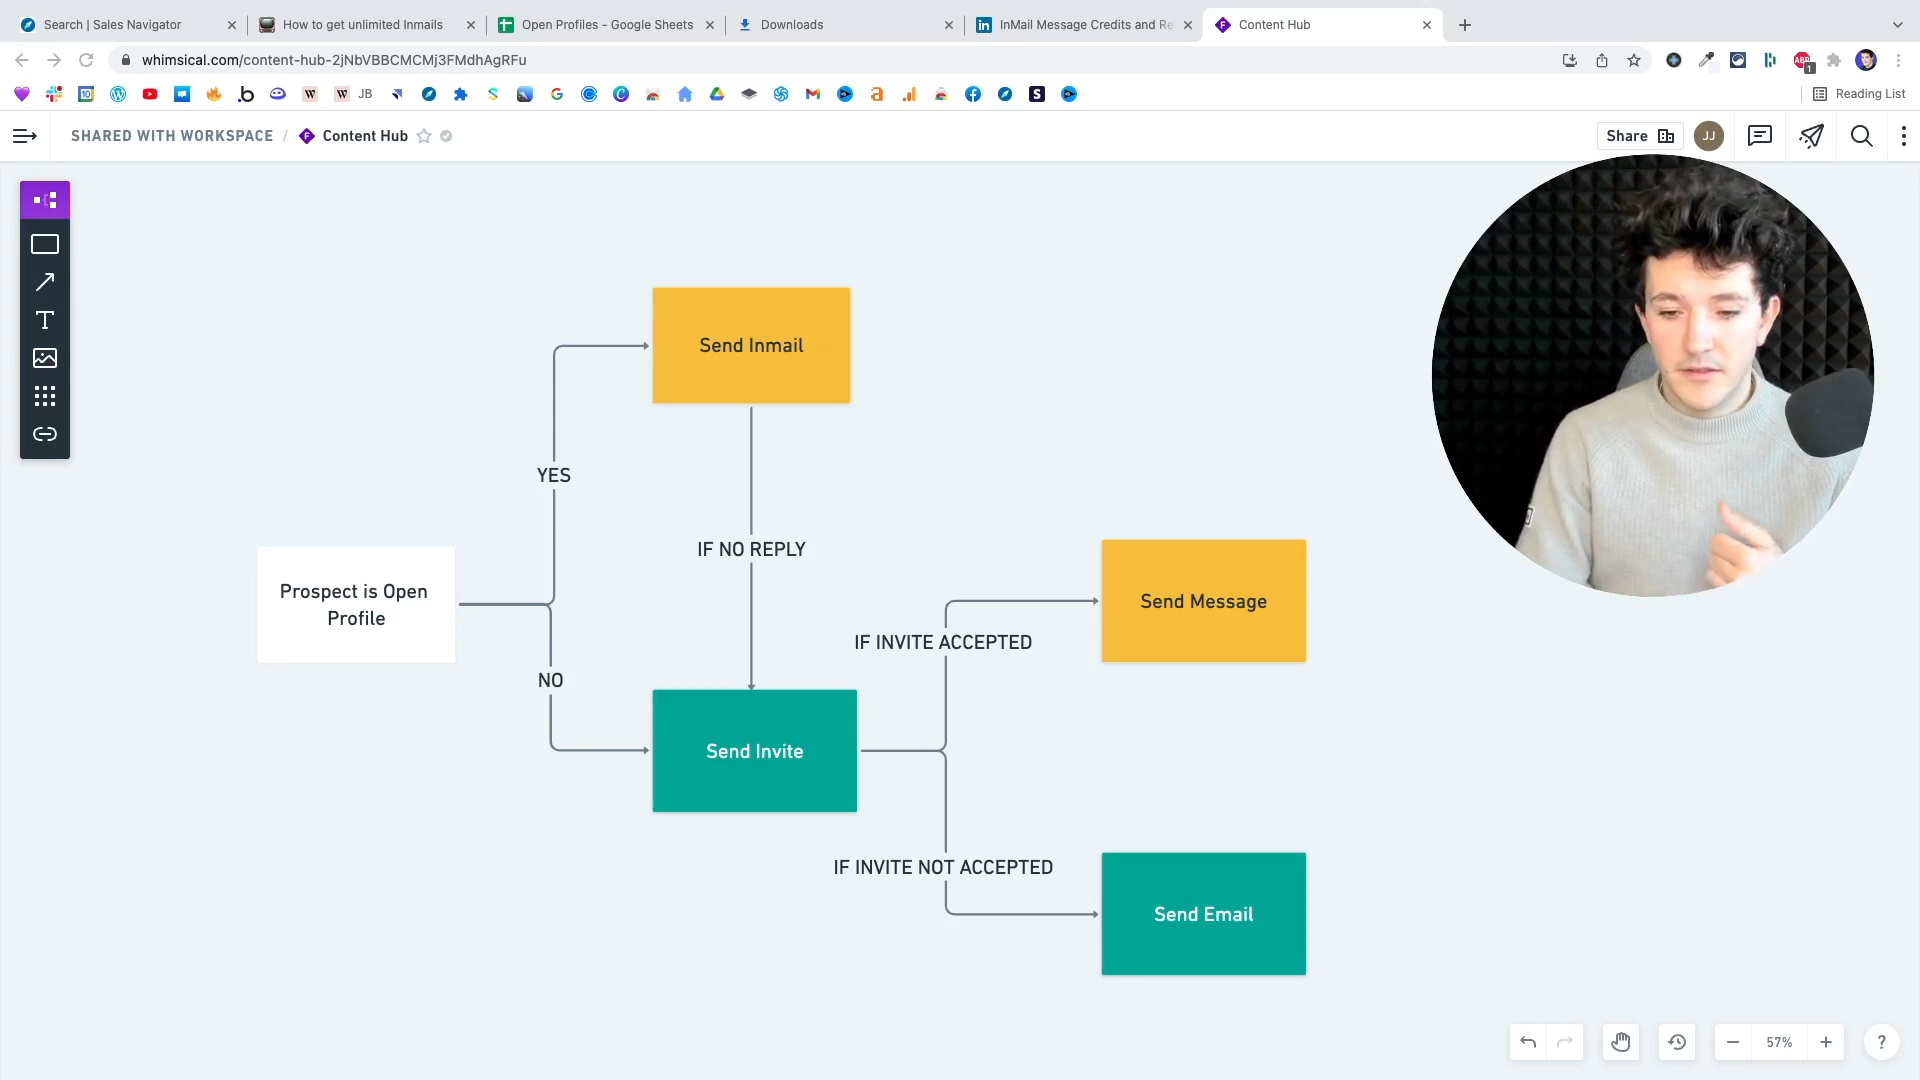 Search | Sales Navigator
How to get unlimited Inmails
Open Profiles - Google Sheets
Downloads
InMail Message Credits and Re
Content Hub
whimsical.com/content-hub-2jNbVBBCMCMj3FMdhAgRFu
JB
Reading List
SHARED WITH WORKSPACE / Content Hub
Share
JJ
Send Inmail
YES
IF NO REPLY
Prospect is Open
Profile
Send Message
IF INVITE ACCEPTED
NO
Send Invite
IF INVITE NOT ACCEPTED
Send Email
57%